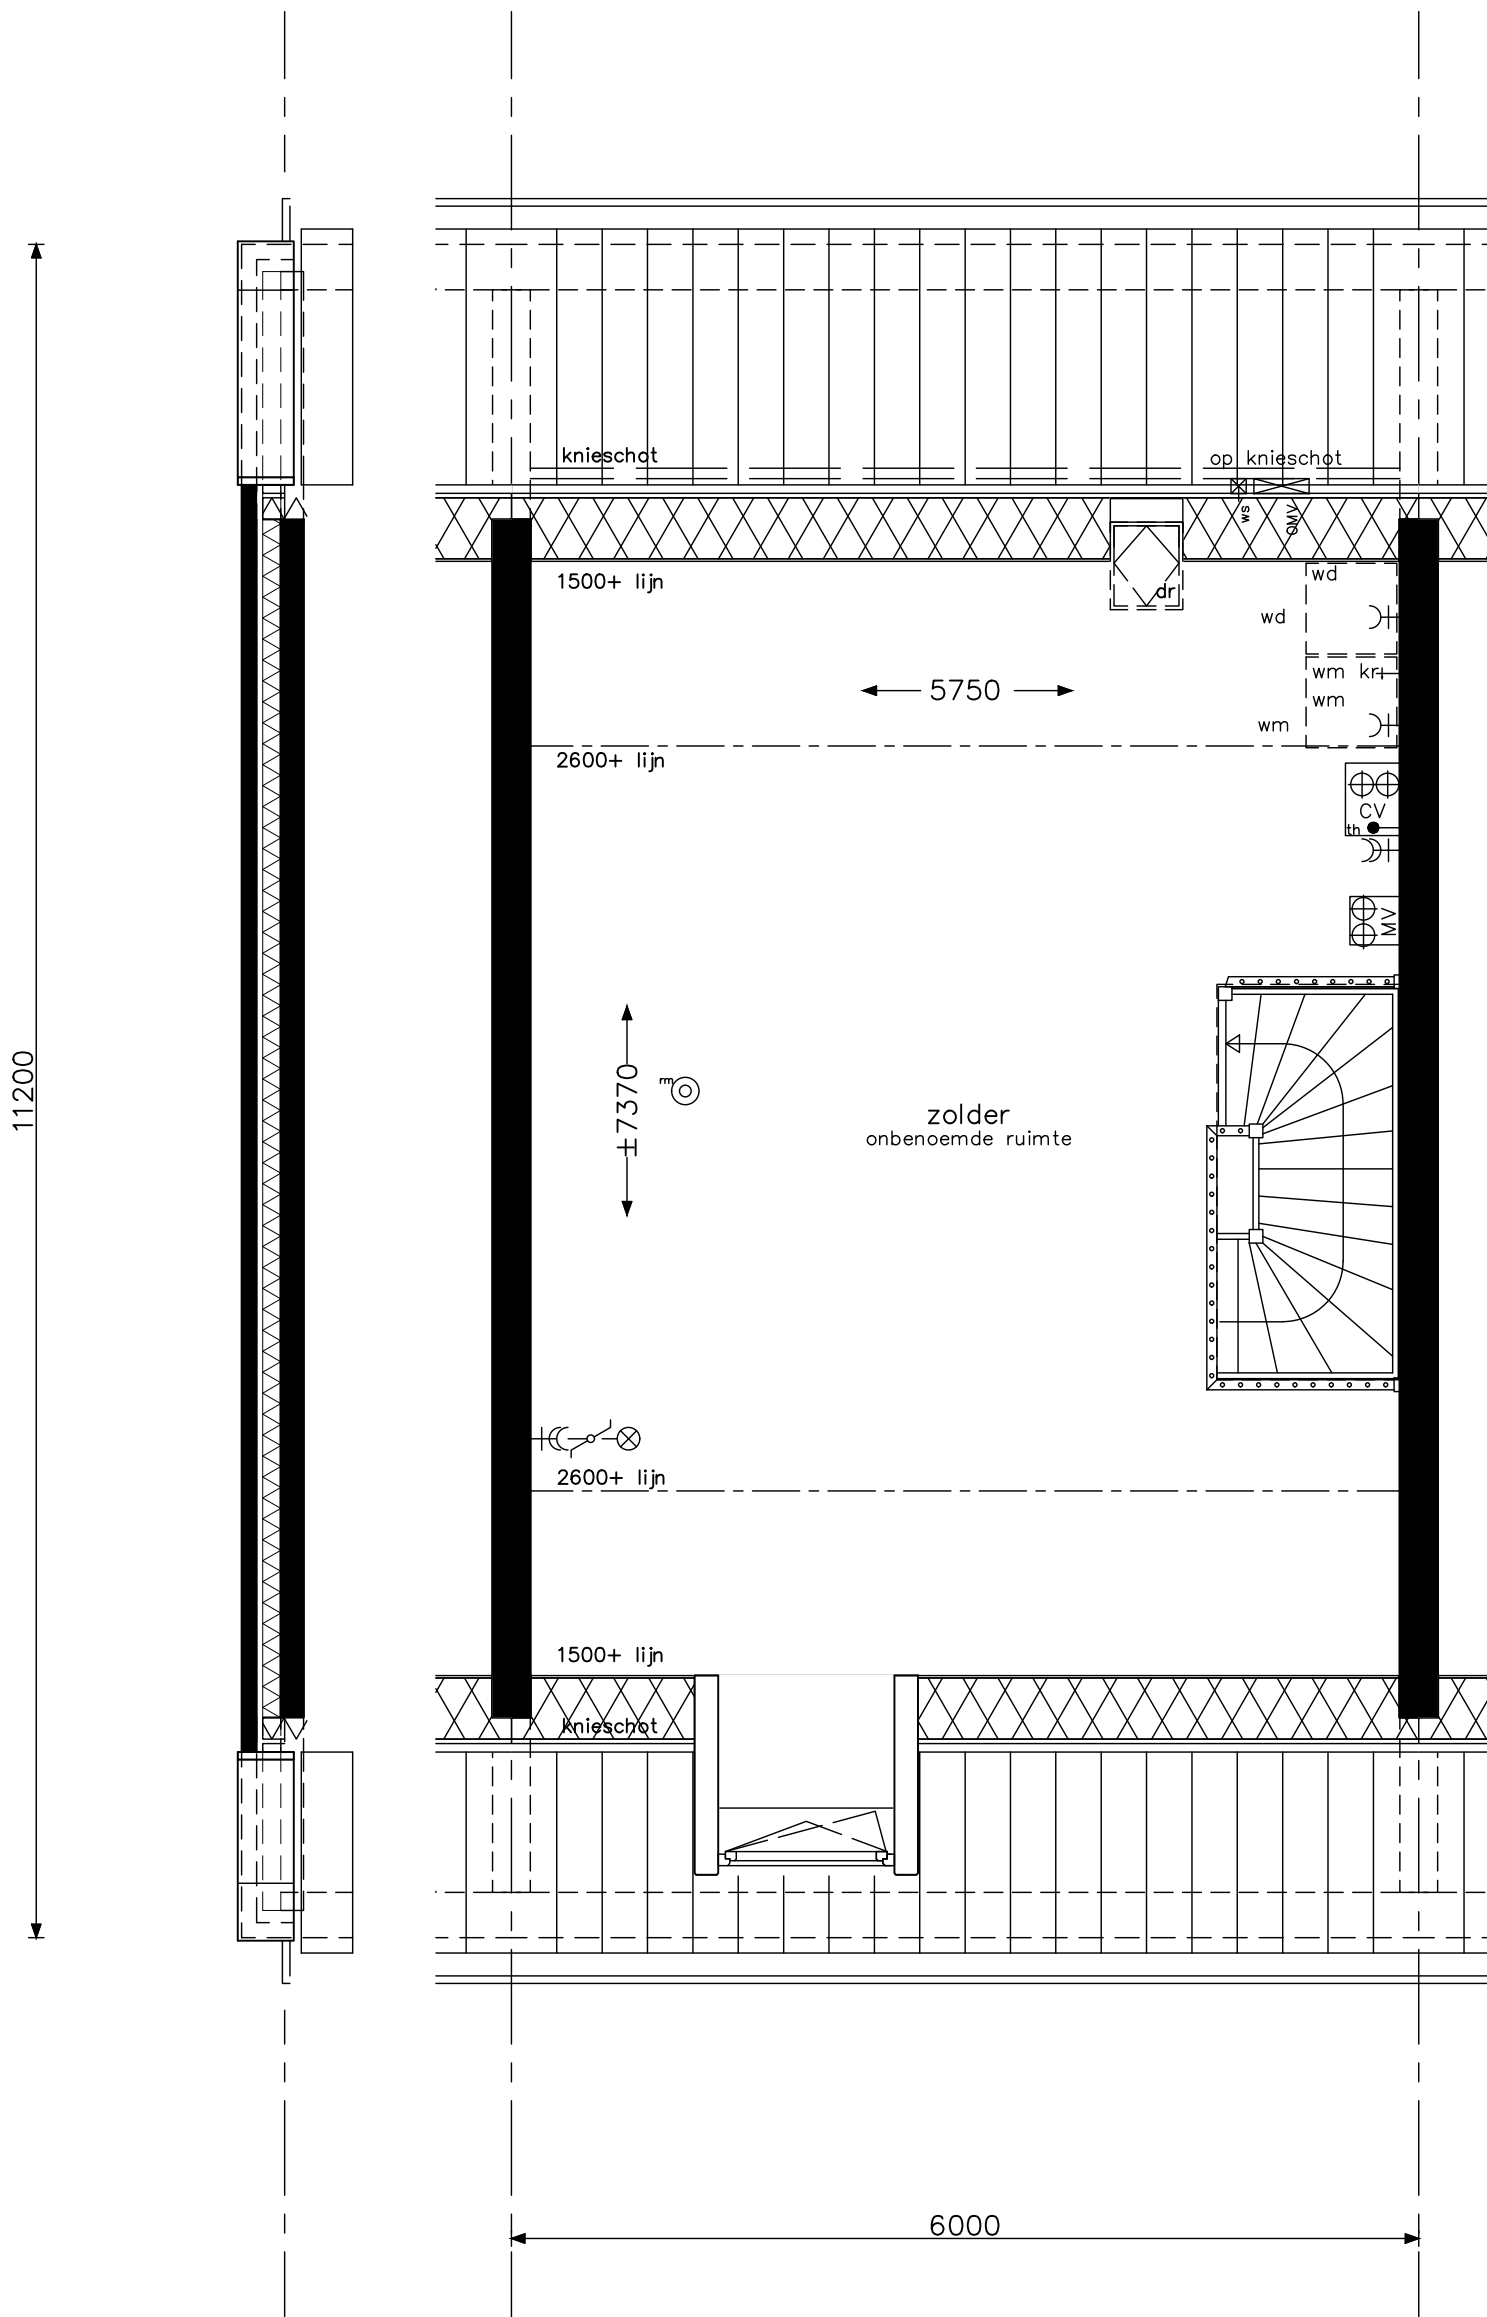 knieschot
op knieschot
ws
OMV
1500+ lijn
dr
wd
wd
wm kr
wm
wm
5750
2600+ lijn
CV
th
MV
11200
±7370
rm
zolder
onbenoemde ruimte
2600+ lijn
1500+ lijn
knieschot
6000